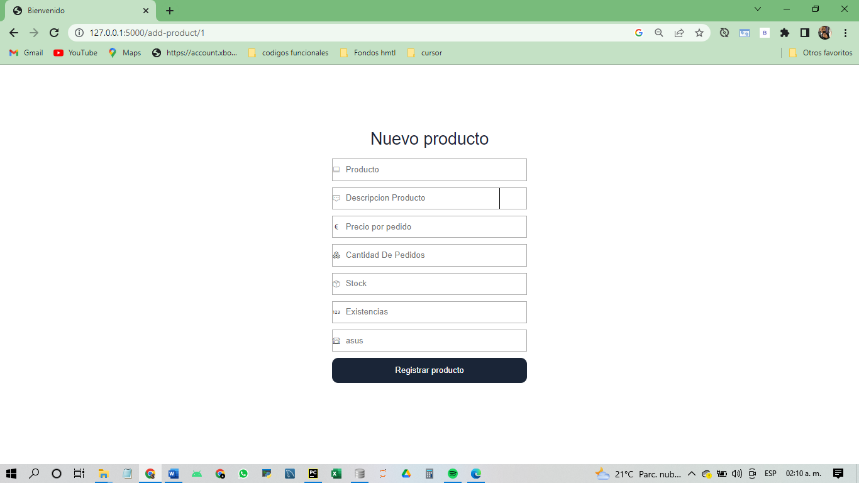 Bienvenido
127.0.0.1:5000/add-product/1
Gmail YouTube Maps https://account.xbo... codigos funcionales Fondos hmtl cursor Otros favoritos
Nuevo producto
Producto
Descripcion Producto
€ Precio por pedido
Cantidad De Pedidos
Stock
Existencias
asus
Registrar producto
21°C Parc. nub... ESP 02:10 a. m.